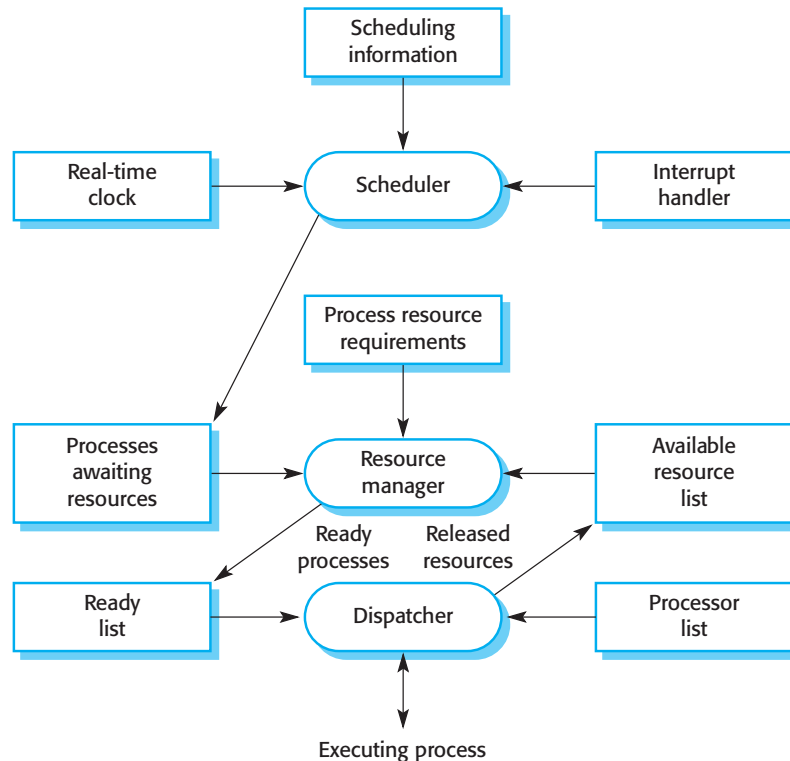 Scheduling
information
Real-time
clock
Scheduler
Interrupt
handler
Process resource
requirements
Processes
awaiting
resources
Resource
manager
Available
resource
list
Ready
processes
Released
resources
Ready
list
Dispatcher
Processor
list
Executing process